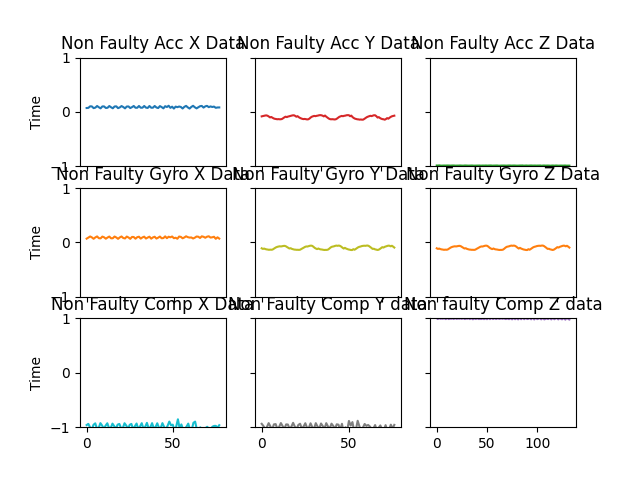 Non Faulty Acc X Data
Non Faulty Acc Y Data
Non Faulty Acc Z Data
1
0
−1
Time
Non Faulty Gyro X Data
Non Faulty Gyro Y Data
Non Faulty Gyro Z Data
1
0
−1
Time
Non Faulty Comp X Data
Non Faulty Comp Y data
Non faulty Comp Z data
1
0
−1
Time
0 50
0 50
0 50 100